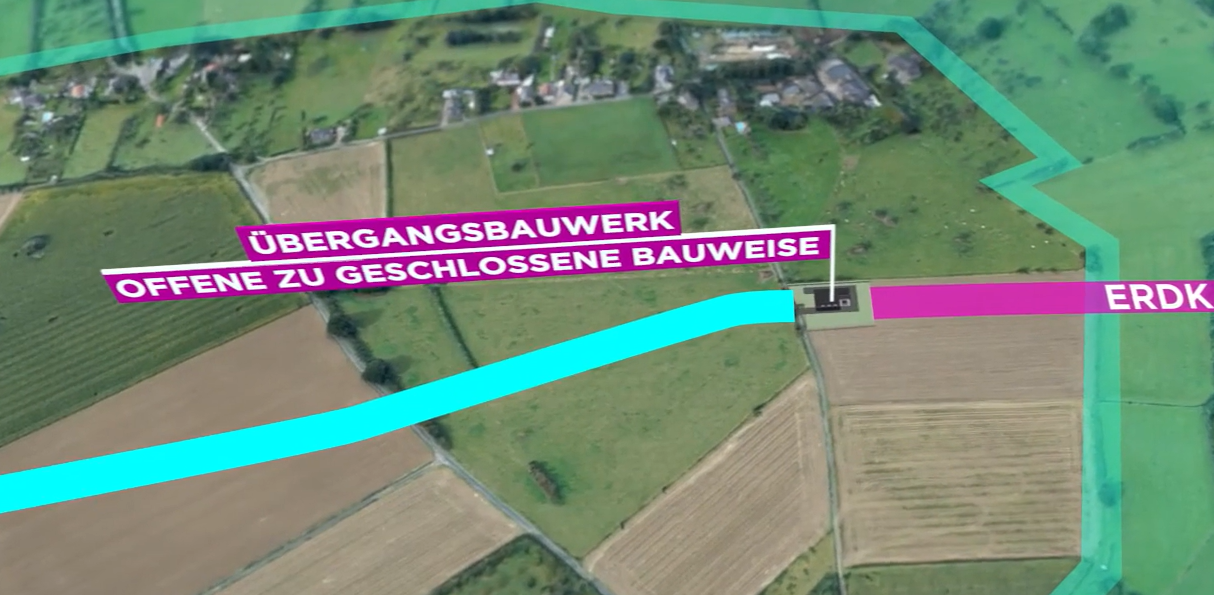 ÜBERGANGSBAUWERK
OFFENE ZU GESCHLOSSENE BAUWEISE
ERDK